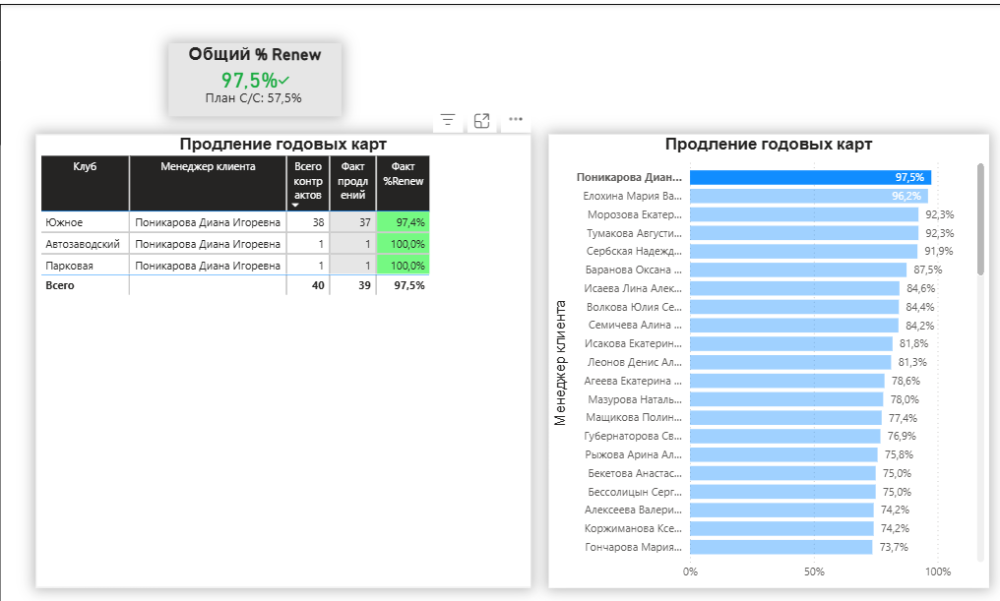 Общий % Renew
97,5%
План С/С: 57,5%
Продление годовых карт
Клуб Менеджер клиента Всего контр актов Факт продл ений Факт %Renew
Южное Поникарова Диана Игоревна 38 37 97,4%
Автозаводский Поникарова Диана Игоревна 1 1 100,0%
Парковая Поникарова Диана Игоревна 1 1 100,0%
Всего 40 39 97,5%
Продление годовых карт
Менеджер клиента
Поникарова Диан... 97,5%
Елохина Мария Ва... 96,2%
Морозова Екатер... 92,3%
Тумакова Августи... 92,3%
Сербская Надежд... 91,9%
Баранова Оксана ... 87,5%
Исаева Лина Алек... 84,6%
Волкова Юлия Се... 84,4%
Семичева Алина ... 84,2%
Исакова Екатерин... 81,8%
Леонов Денис Ал... 81,3%
Агеева Екатерина ... 78,6%
Мазурова Наталь... 78,0%
Мащикова Полин... 77,4%
Губернаторова Св... 76,9%
Рыжова Арина Ал... 75,8%
Бекетова Анастас... 75,0%
Бессолицын Серг... 75,0%
Алексеева Валери... 74,2%
Коржиманова Ксе... 74,2%
Гончарова Мария... 73,7%
0% 50% 100%